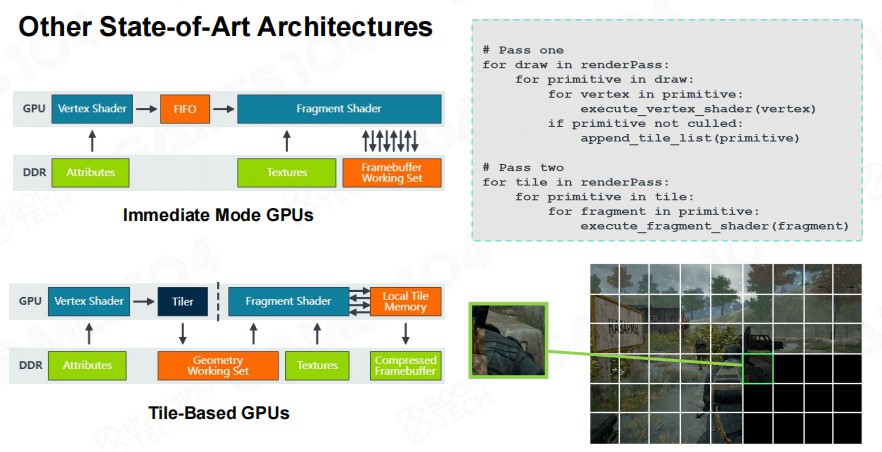 Other State-of-Art Architectures
GPU
Vertex Shader
FIFO
Fragment Shader
DDR
Attributes
Textures
Framebuffer
Working Set
Immediate Mode GPUs
GPU
Vertex Shader
Tiler
Fragment Shader
Local Tile
Memory
DDR
Attributes
Geometry
Working Set
Textures
Compressed
Framebuffer
Tile-Based GPUs
# Pass one
for draw in renderPass:
    for primitive in draw:
        for vertex in primitive:
            execute_vertex_shader(vertex)
        if primitive not culled:
            append_tile_list(primitive)
# Pass two
for tile in renderPass:
    for primitive in tile:
        for fragment in primitive:
            execute_fragment_shader(fragment)